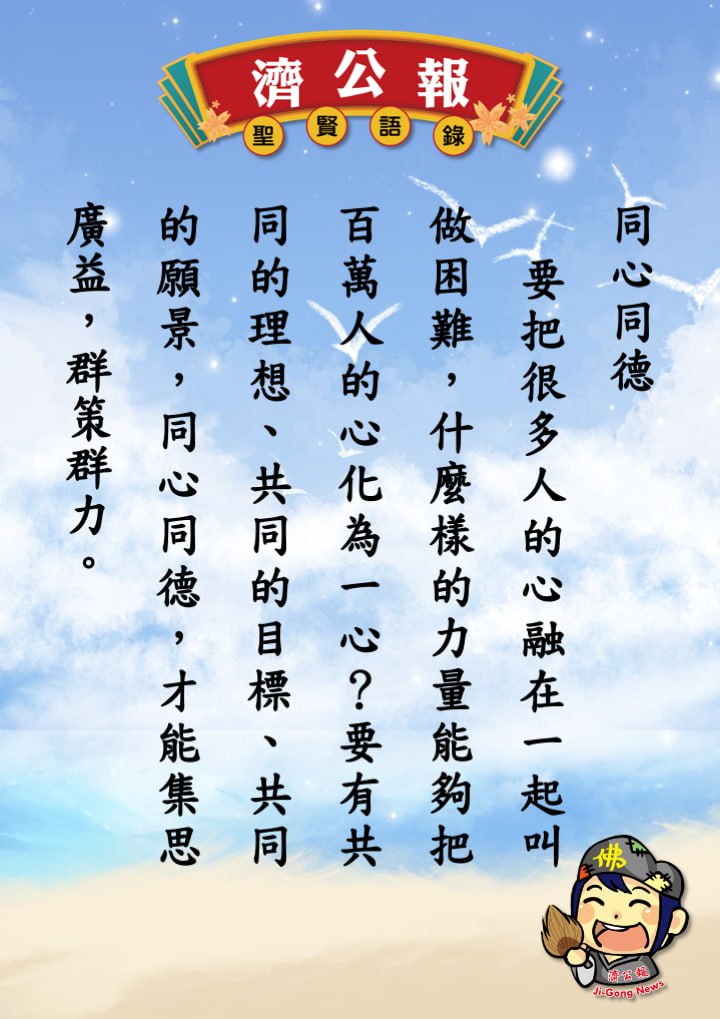 濟公報
聖賢語錄
同心同德
要把很多人的心融在一起叫
做困難，什麼樣的力量能夠把
百萬人的心化為一心？要有共
同的理想、共同的目標、共同
的願景，同心同德，才能集思
廣益，群策群力。
佛
濟公報
Ji-Gong News